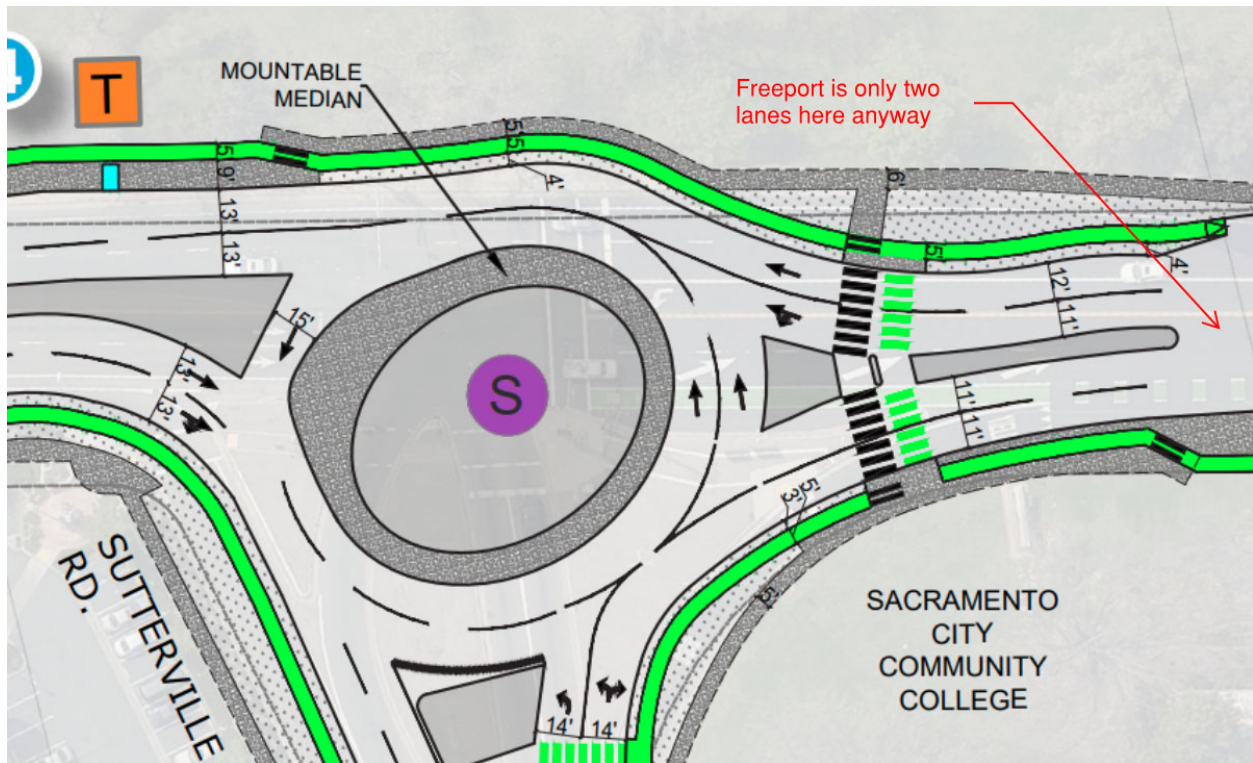 4
T
MOUNTABLE
MEDIAN
Freeport is only two
lanes here anyway
5'
5'
4'
5'
9'
13'
13'
6'
5'
4'
12'
11'
15'
13'
13'
S
11'
11'
5'
3'
5'
SUTTERVILLE
RD.
SACRAMENTO
CITY
COMMUNITY
COLLEGE
14'
14'